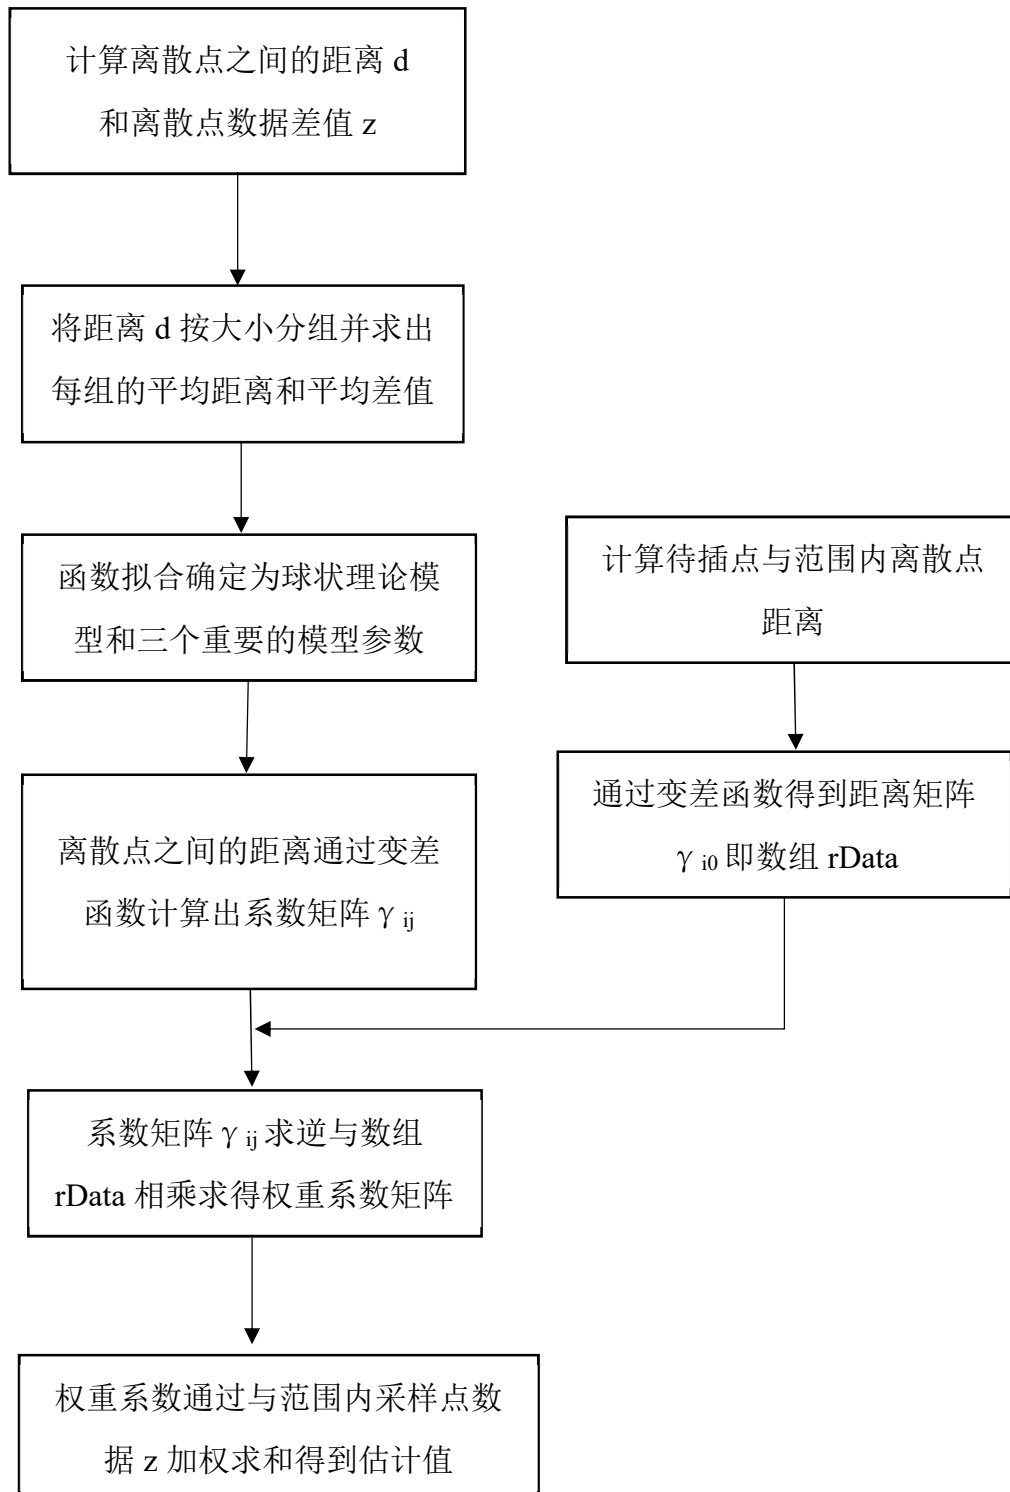 计算离散点之间的距离 d
和离散点数据差值 z
将距离 d 按大小分组并求出
每组的平均距离和平均差值
函数拟合确定为球状理论模
型和三个重要的模型参数
计算待插点与范围内离散点
距离
离散点之间的距离通过变差
函数计算出系数矩阵 γ ij
通过变差函数得到距离矩阵
γ i0 即数组 rData
系数矩阵 γ ij 求逆与数组
rData 相乘求得权重系数矩阵
权重系数通过与范围内采样点数
据 z 加权求和得到估计值